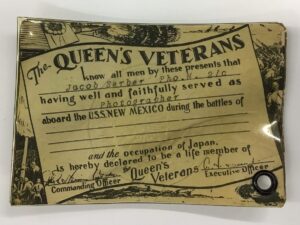 The QUEEN'S VETERANS
know all men by these presents that
Jacob Ho. 2/c
having well and faithfully served as
Photographer
aboard the U.S.S. NEW MEXICO during the battles of
and the occupation of Japan.
is hereby declared to be a life member of
the Queen's
Veterans
Commanding Officer
Executive Officer